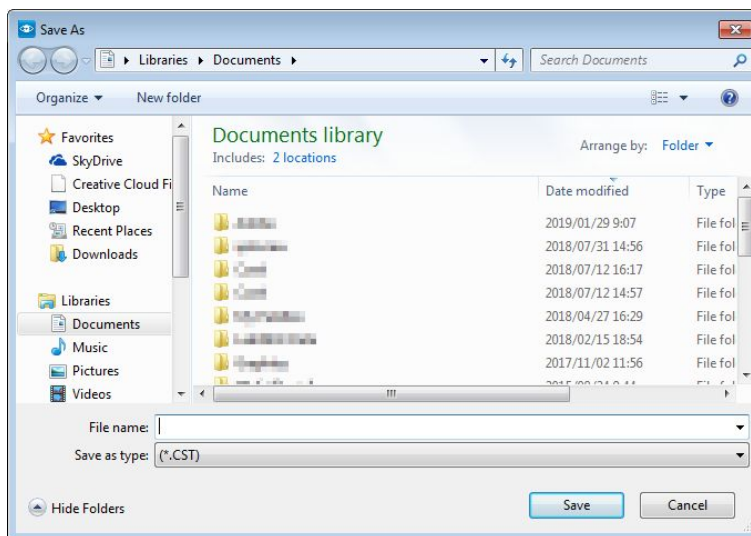 Save As
Libraries Documents
Search Documents
Organize New folder
Favorites
SkyDrive
Creative Cloud Fi
Desktop
Recent Places
Downloads
Libraries
Documents
Music
Pictures
Videos
Documents library
Includes: 2 locations
Arrange by: Folder
Name Date modified Type
2019/01/29 9:07 File fol
2018/07/31 14:56 File fol
2018/07/12 16:17 File fol
2018/07/12 14:57 File fol
2018/04/27 16:29 File fol
2018/02/15 18:54 File fol
2017/11/02 11:56 File fol
File name:
Save as type: (*.CST)
Hide Folders
Save Cancel